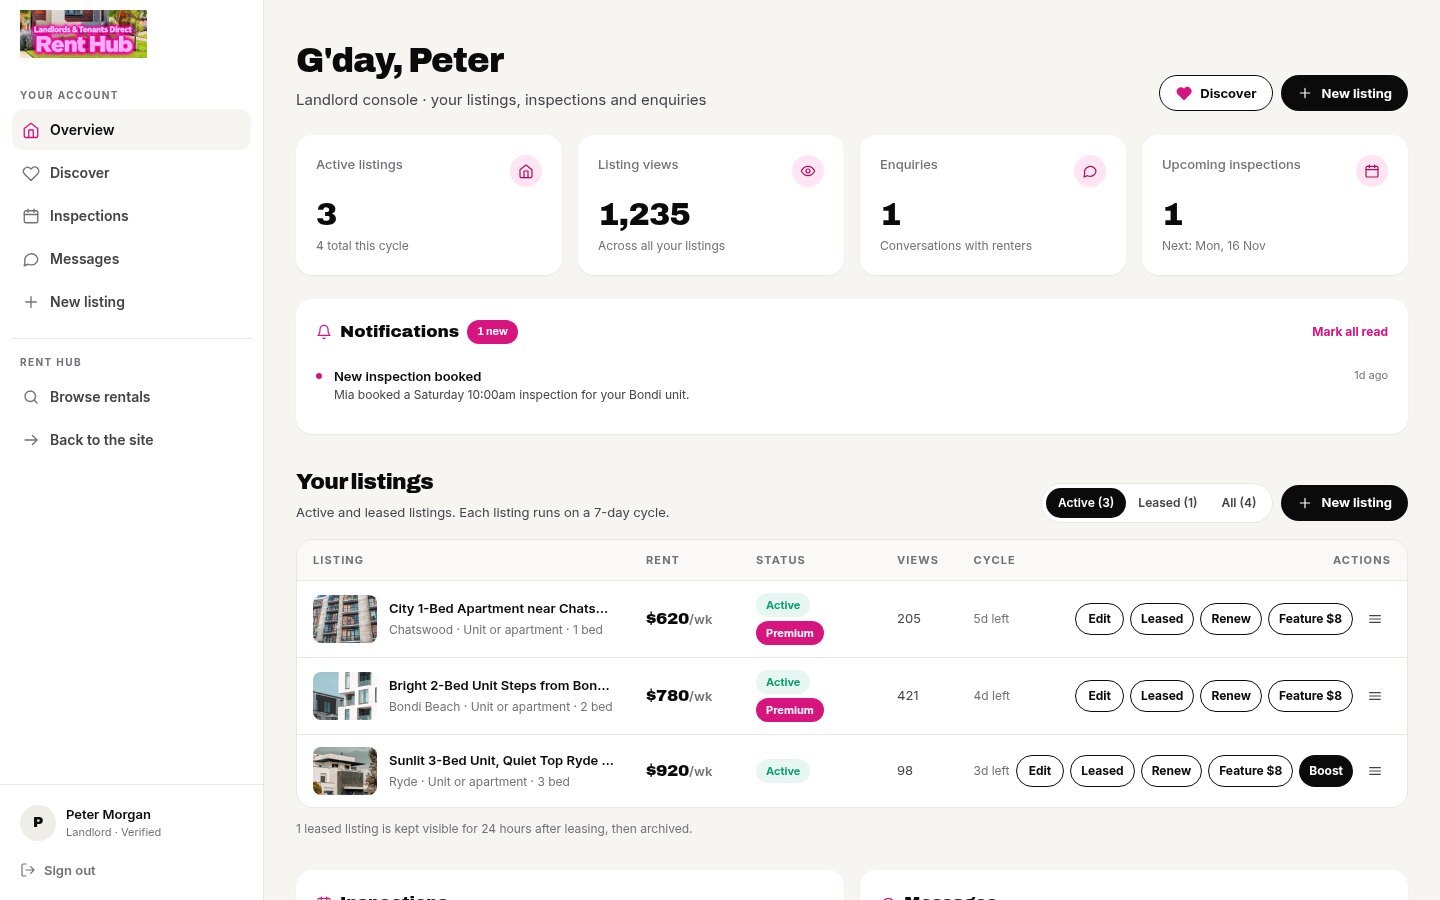 Landlords & Tenants Direct
Rent Hub
YOUR ACCOUNT
Overview
Discover
Inspections
Messages
New listing
RENT HUB
Browse rentals
Back to the site
P
Peter Morgan
Landlord · Verified
Sign out
G'day, Peter
Landlord console · your listings, inspections and enquiries
Discover
New listing
Active listings
3
4 total this cycle
Listing views
1,235
Across all your listings
Enquiries
1
Conversations with renters
Upcoming inspections
1
Next: Mon, 16 Nov
Notifications
1 new
Mark all read
New inspection booked
1d ago
Mia booked a Saturday 10:00am inspection for your Bondi unit.
Your listings
Active and leased listings. Each listing runs on a 7-day cycle.
Active (3)
Leased (1)
All (4)
New listing
LISTING RENT STATUS VIEWS CYCLE ACTIONS
City 1-Bed Apartment near Chats...
Chatswood · Unit or apartment · 1 bed
$620/wk
Active
Premium
205
5d left
Edit
Leased
Renew
Feature $8
Bright 2-Bed Unit Steps from Bon...
Bondi Beach · Unit or apartment · 2 bed
$780/wk
Active
Premium
421
4d left
Edit
Leased
Renew
Feature $8
Sunlit 3-Bed Unit, Quiet Top Ryde ...
Ryde · Unit or apartment · 3 bed
$920/wk
Active
98
3d left
Edit
Leased
Renew
Feature $8
Boost
1 leased listing is kept visible for 24 hours after leasing, then archived.
Inspections
Messages